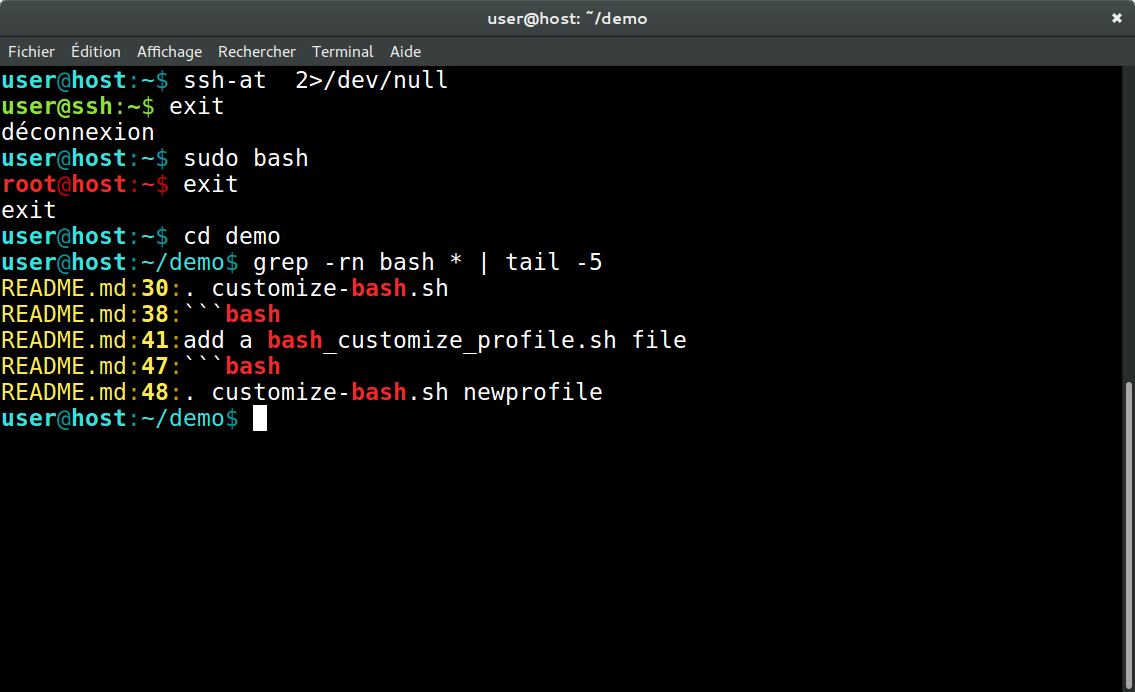 user@host: ~/demo
✖
Fichier Édition Affichage Rechercher Terminal Aide
user@host:~$ ssh-at  2>/dev/null
user@ssh:~$ exit
déconnexion
user@host:~$ sudo bash
root@host:~$ exit
exit
user@host:~$ cd demo
user@host:~/demo$ grep -rn bash * | tail -5
README.md:30:. customize-bash.sh
README.md:38:```bash
README.md:41:add a bash_customize_profile.sh file
README.md:47:```bash
README.md:48:. customize-bash.sh newprofile
user@host:~/demo$